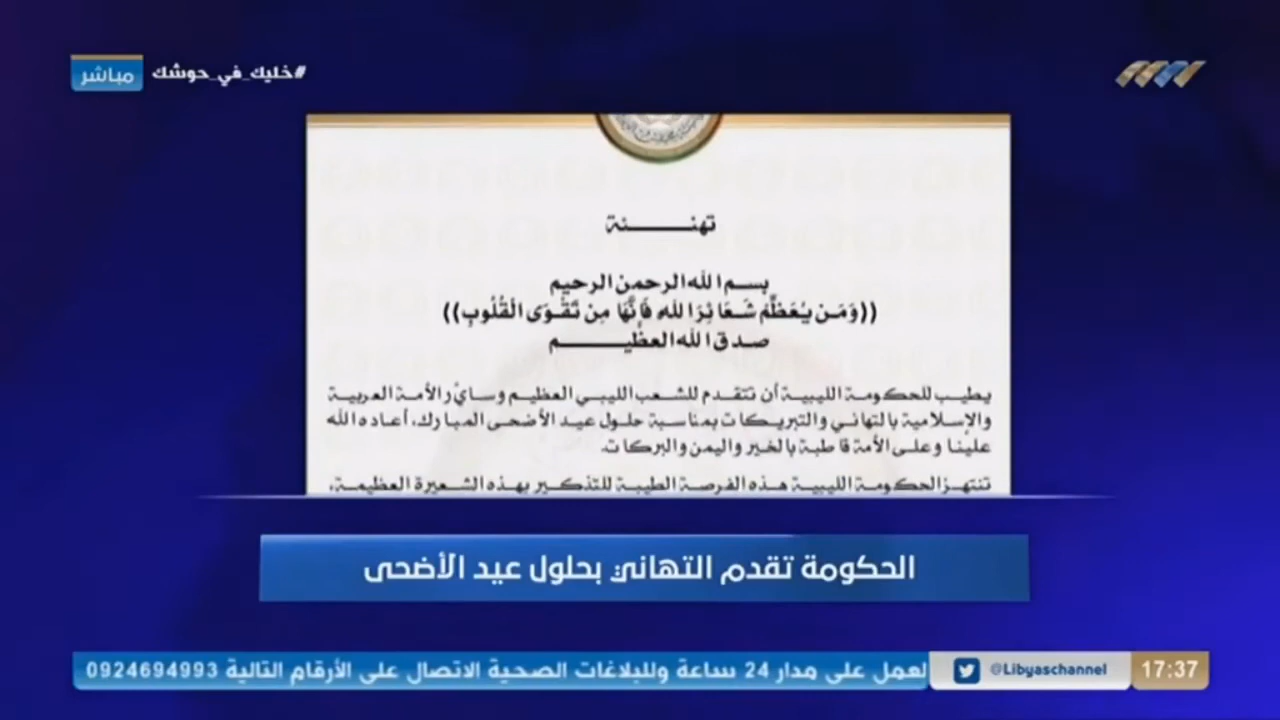 #خليك_في_حوشك
مباشر
تهنـــــــئة
بسم الله الرحمن الرحيم
((وَمَن يُعَظِّمْ شَعَائِرَ اللهِ فَإِنَّهَا مِن تَقْوَى الْقُلُوبِ))
صدق الله العظيـــــــم
يطيب للحكومة الليبية أن تتقدم للشعب الليبي العظيم وسائر الأمة العربية
والإسلامية بالتهاني والتبريكات بمناسبة حلول عيد الأضحى المبارك، أعاده الله
علينا وعلى الأمة قاطبة بالخير واليمن والبركات.
تنتهز الحكومة الليبية هذه الفرصة الطيبة للتذكير بهذه الشعيرة العظيمة،
الحكومة تقدم التهاني بحلول عيد الأضحى
لعمل على مدار 24 ساعة وللبلاغات الصحية الاتصال على الأرقام التالية 0924694993
@Libyaschannel
17:37